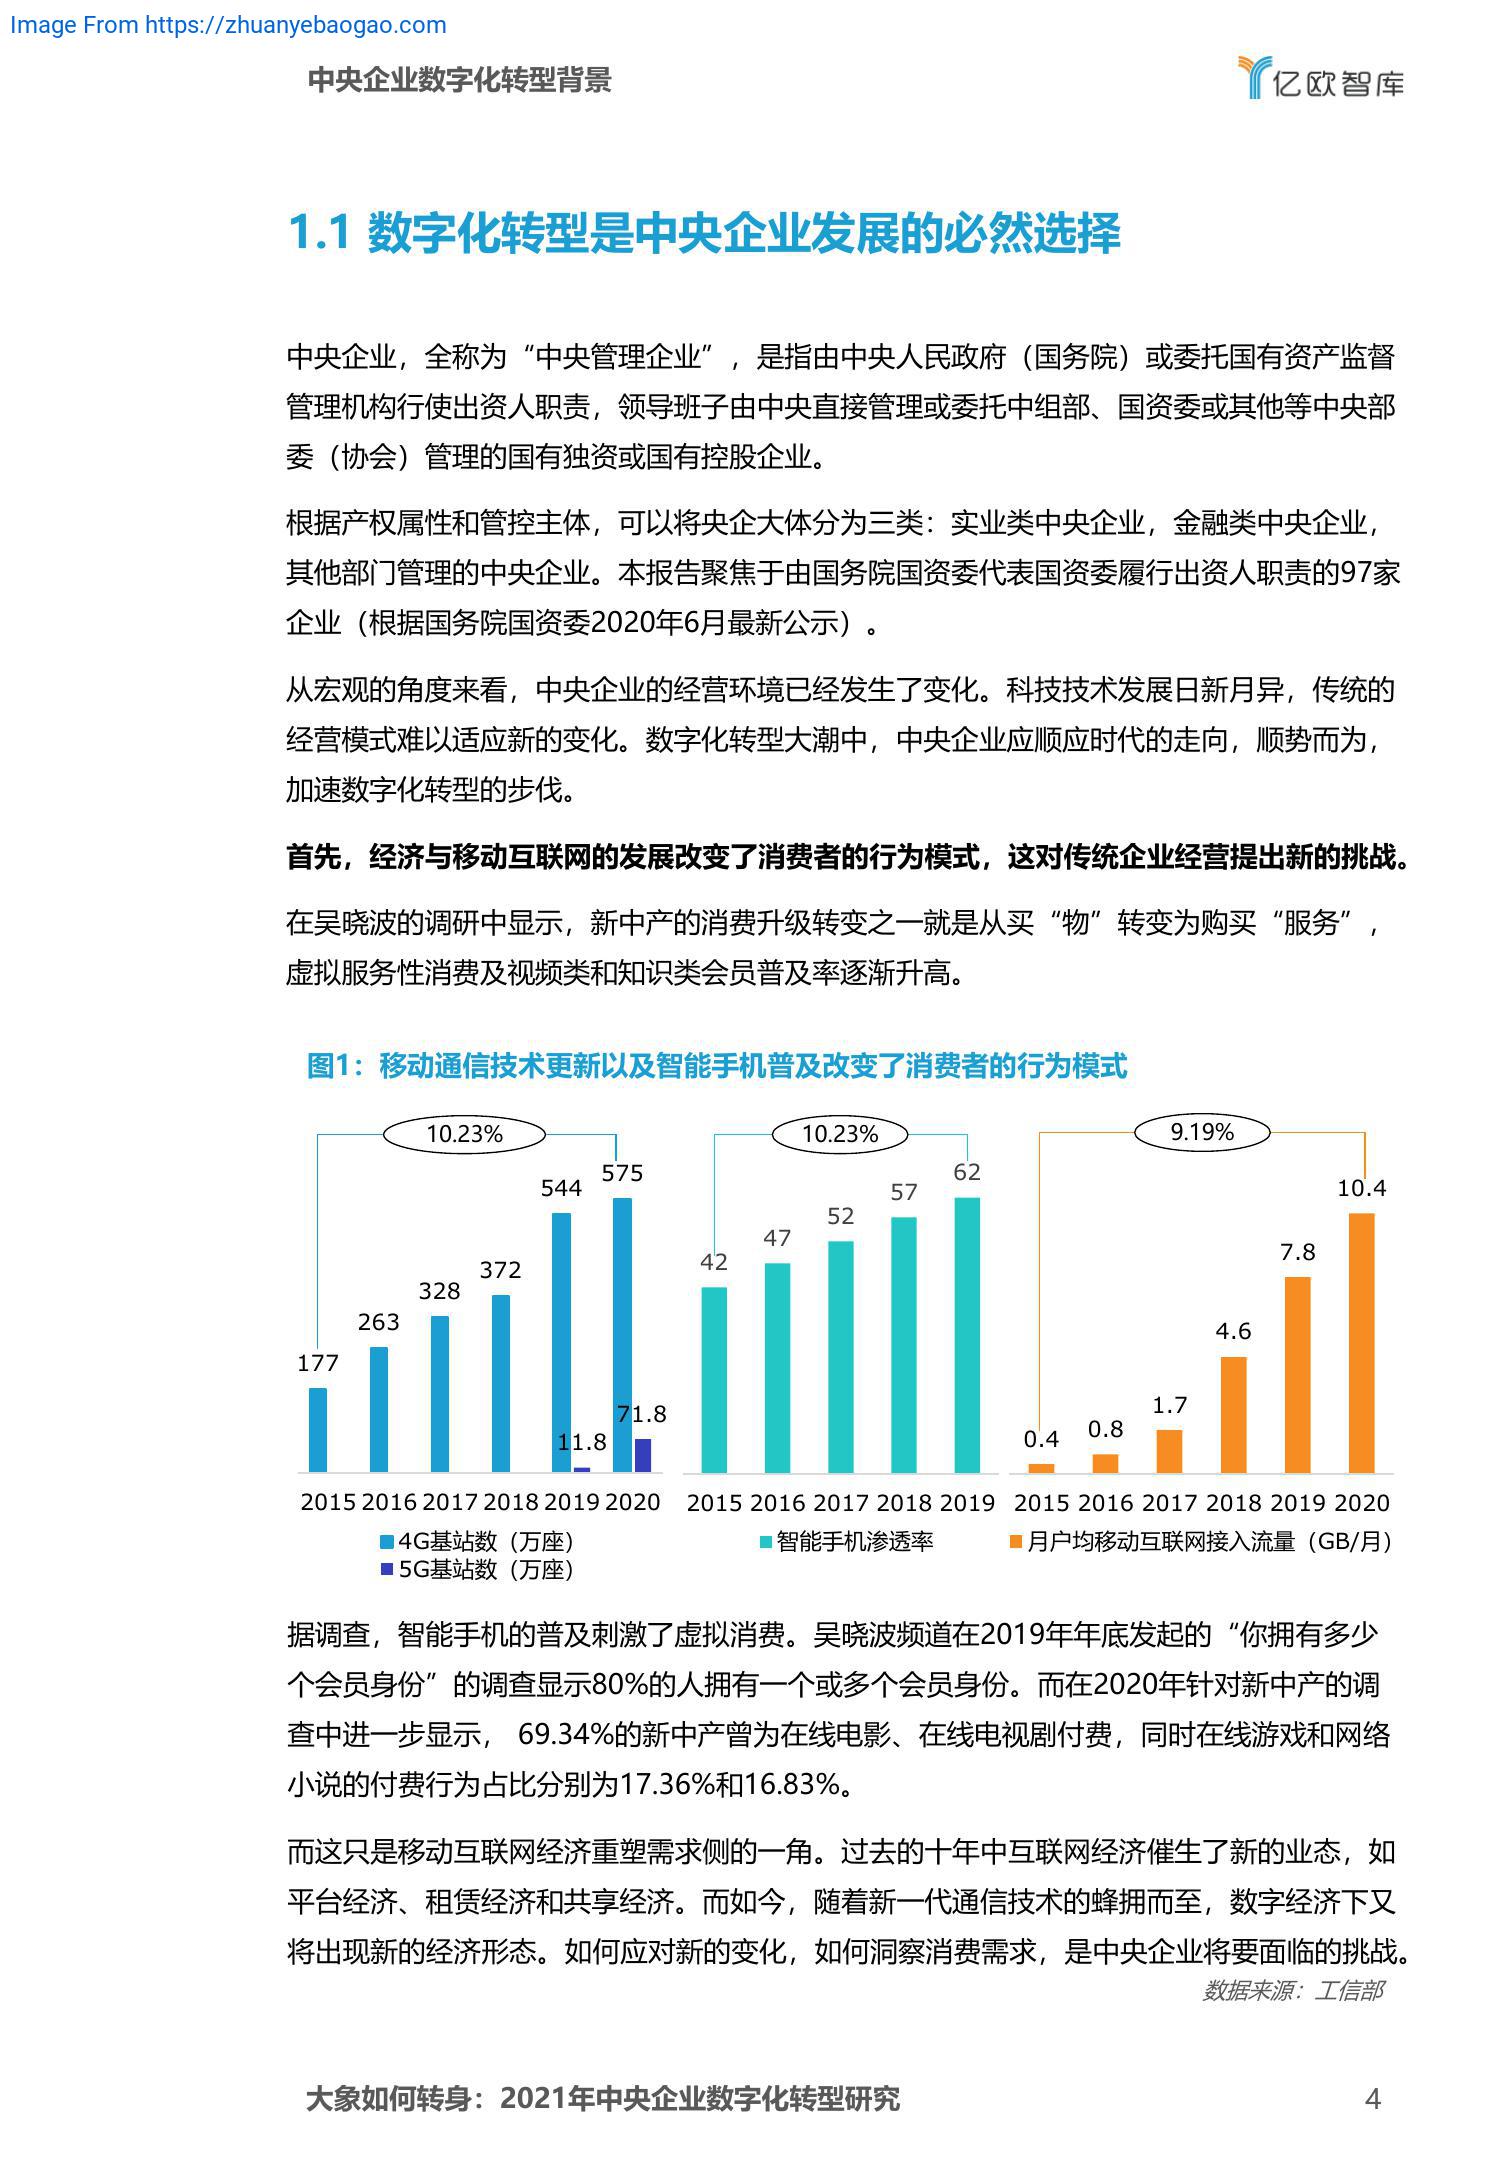 Image From https://zhuanyebaogao.com
中央企业数字化转型背景
亿欧智库
1.1 数字化转型是中央企业发展的必然选择
中央企业，全称为“中央管理企业”，是指由中央人民政府（国务院）或委托国有资产监督
管理机构行使出资人职责，领导班子由中央直接管理或委托中组部、国资委或其他等中央部
委（协会）管理的国有独资或国有控股企业。
根据产权属性和管控主体，可以将央企大体分为三类：实业类中央企业，金融类中央企业，
其他部门管理的中央企业。本报告聚焦于由国务院国资委代表国资委履行出资人职责的97家
企业（根据国务院国资委2020年6月最新公示）。
从宏观的角度来看，中央企业的经营环境已经发生了变化。科技技术发展日新月异，传统的
经营模式难以适应新的变化。数字化转型大潮中，中央企业应顺应时代的走向，顺势而为，
加速数字化转型的步伐。
首先，经济与移动互联网的发展改变了消费者的行为模式，这对传统企业经营提出新的挑战。
在吴晓波的调研中显示，新中产的消费升级转变之一就是从买“物”转变为购买“服务”，
虚拟服务性消费及视频类和知识类会员普及率逐渐升高。
图1：移动通信技术更新以及智能手机普及改变了消费者的行为模式
10.23%
177 263 328 372 544 575
11.8 71.8
2015 2016 2017 2018 2019 2020
4G基站数（万座）
5G基站数（万座）
10.23%
42 47 52 57 62
2015 2016 2017 2018 2019
智能手机渗透率
9.19%
0.4 0.8 1.7 4.6 7.8 10.4
2015 2016 2017 2018 2019 2020
月户均移动互联网接入流量（GB/月）
据调查，智能手机的普及刺激了虚拟消费。吴晓波频道在2019年年底发起的“你拥有多少
个会员身份”的调查显示80%的人拥有一个或多个会员身份。而在2020年针对新中产的调
查中进一步显示， 69.34%的新中产曾为在线电影、在线电视剧付费，同时在线游戏和网络
小说的付费行为占比分别为17.36%和16.83%。
而这只是移动互联网经济重塑需求侧的一角。过去的十年中互联网经济催生了新的业态，如
平台经济、租赁经济和共享经济。而如今，随着新一代通信技术的蜂拥而至，数字经济下又
将出现新的经济形态。如何应对新的变化，如何洞察消费需求，是中央企业将要面临的挑战。
数据来源：工信部
大象如何转身：2021年中央企业数字化转型研究
4